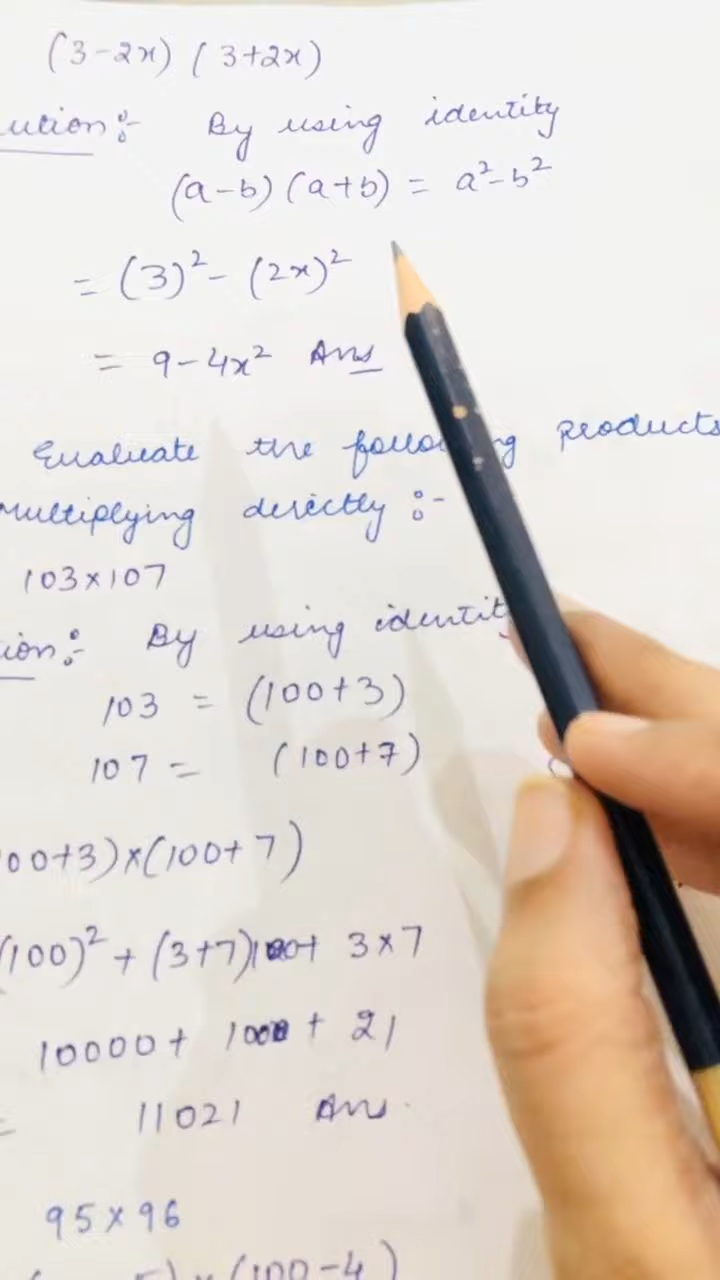 (3-2x) (3+2x)
ution:- By using identity
(a-b) (a+b) = a²-b²
= (3)² - (2x)²
= 9-4x² Ans
Evaluate the products
multiplying directly :-
103×107
ion:- By using identit
103 = (100+3)
107 = (100+7)
00+3)×(100+7)
(100)² + (3+7)100+ 3×7
10000+ 1000 + 21
= 11021 Ans.
95×96
(100-4)